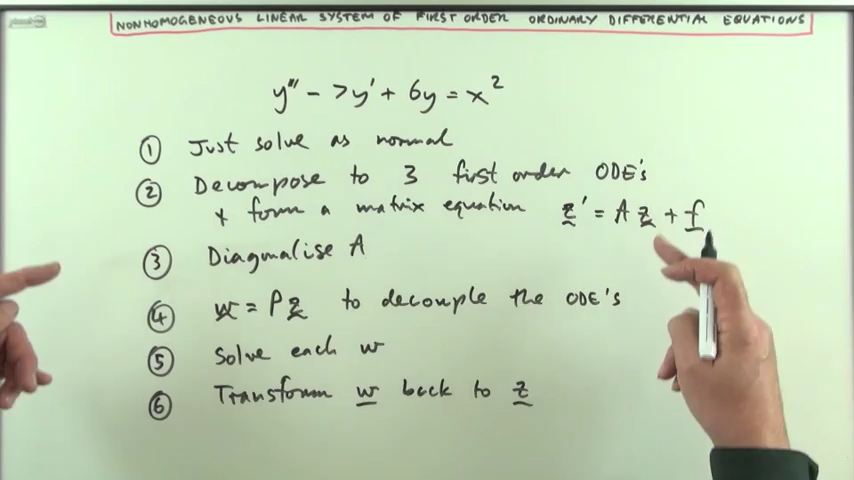 NONHOMOGENEOUS LINEAR SYSTEM OF FIRST ORDER ORDINARY DIFFERENTIAL EQUATIONS
y''' - 7y' + 6y = x²
① Just solve as normal
② Decompose to 3 first order ODE's
+ form a matrix equation z' = Az + f
③ Diagonalise A
④ w = Pz to decouple the ODE's
⑤ Solve each w
⑥ Transform w back to z